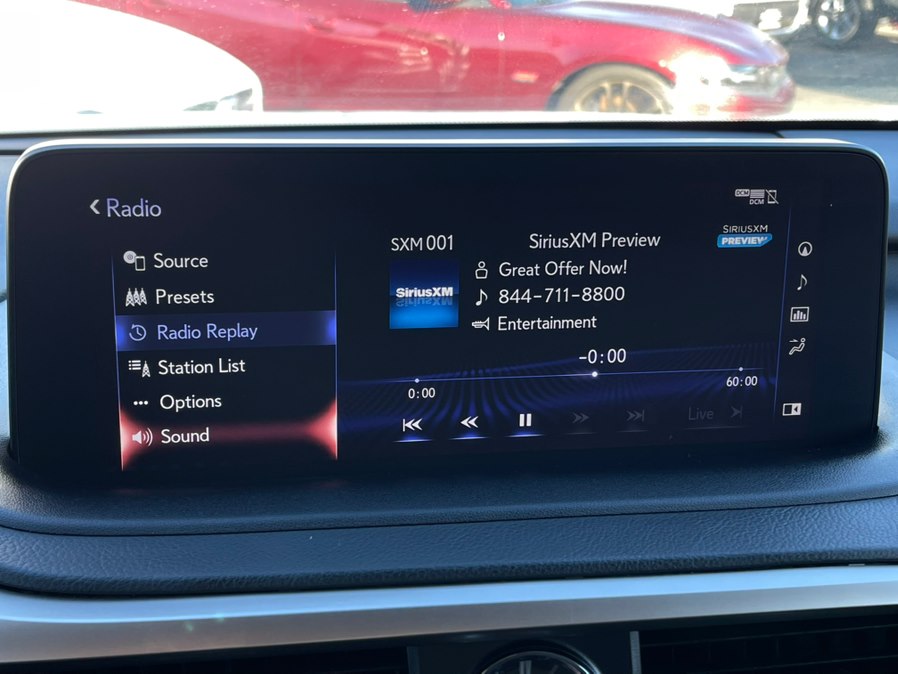 Radio
Source
Presets
Radio Replay
Station List
Options
Sound
DCM
DCM
SXM 001
SiriusXM Preview
SIRIUSXM
PREVIEW
SiriusXM
Great Offer Now!
844-711-8800
Entertainment
-0:00
0:00
60:00
Live